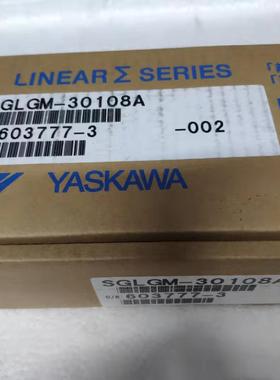 LINEAR Σ SERIES
SGLGM-30108A
603777-3
-002
YASKAWA
SGLGM-30108A
O/N 603777-3